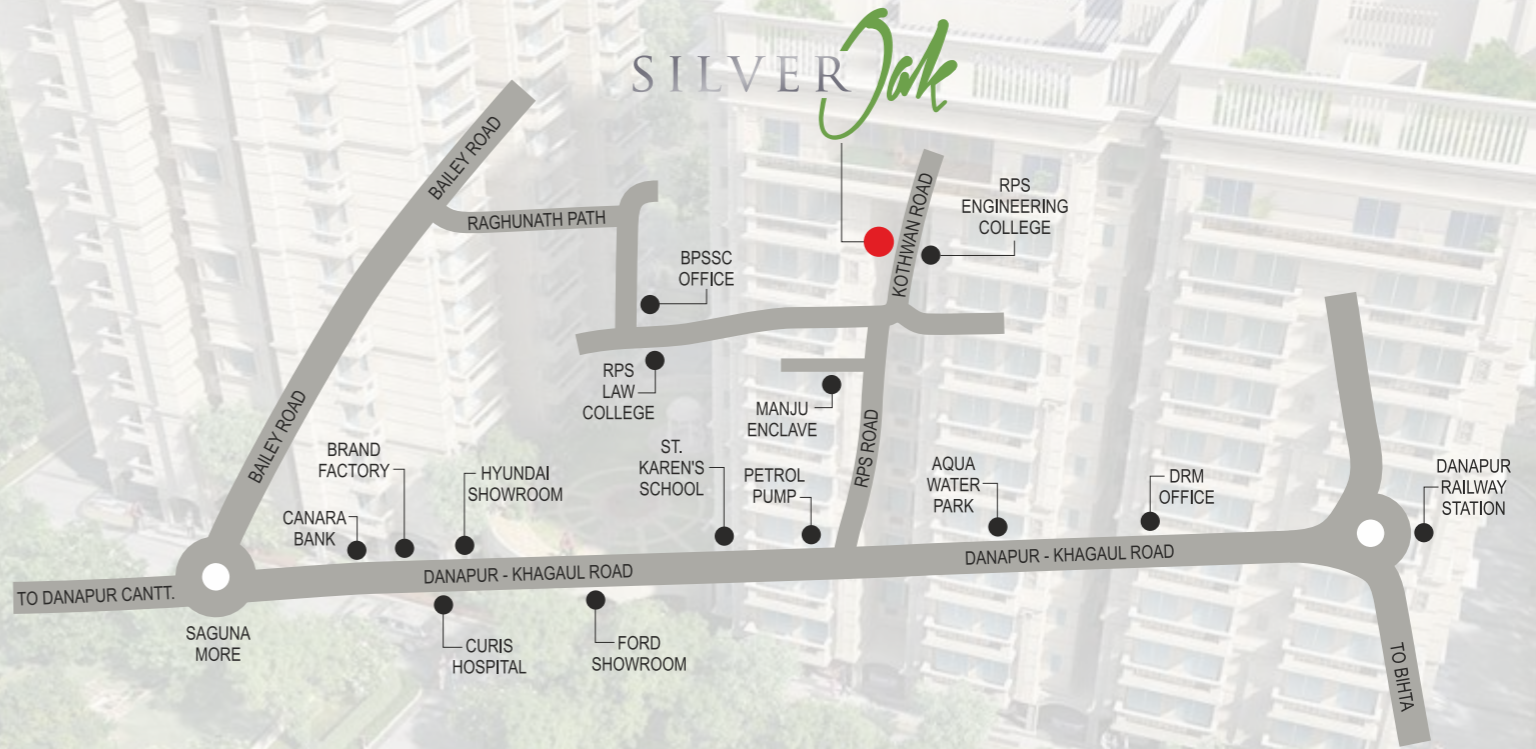 SILVER Oak
BAILEY ROAD
RAGHUNATH PATH
KOTHWAN ROAD
RPS
ENGINEERING
COLLEGE
BPSSC
OFFICE
RPS
LAW
COLLEGE
MANJU
ENCLAVE
BAILEY ROAD
RPS ROAD
BRAND
FACTORY
HYUNDAI
SHOWROOM
ST.
KAREN'S
SCHOOL
PETROL
PUMP
AQUA
WATER
PARK
DRM
OFFICE
DANAPUR
RAILWAY
STATION
CANARA
BANK
DANAPUR - KHAGAUL ROAD
DANAPUR - KHAGAUL ROAD
TO DANAPUR CANTT.
SAGUNA
MORE
CURIS
HOSPITAL
FORD
SHOWROOM
TO BIHTA